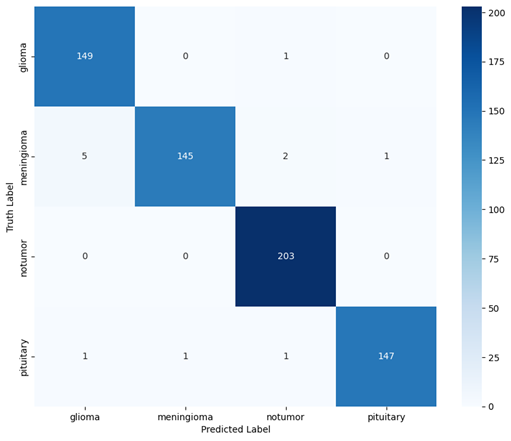 glioma 149 0 1 0
meningioma 5 145 2 1
notumor 0 0 203 0
pituitary 1 1 1 147
glioma meningioma notumor pituitary
Predicted Label
Truth Label
200
175
150
125
100
75
50
25
0